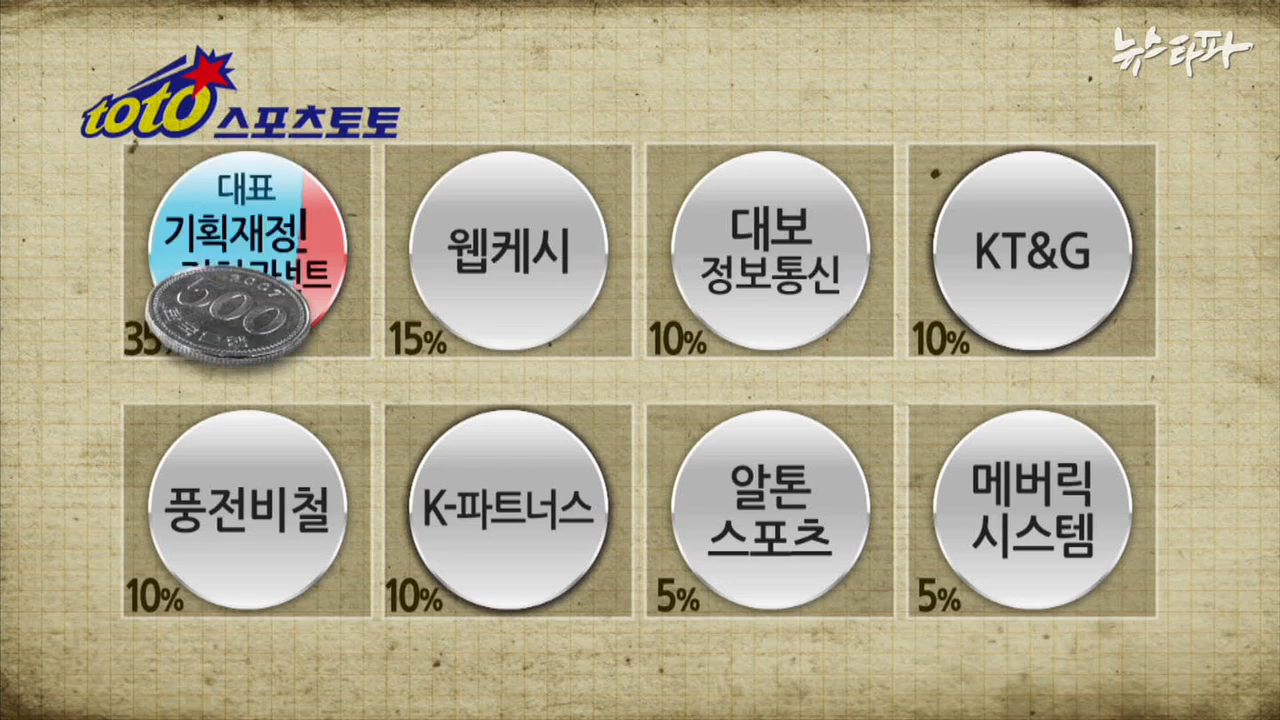 뉴스타파
toto 스포츠토토
대표
기획재정
35
웹케시
15%
대보
정보통신
10%
KT&G
10%
500
풍전비철
10%
K-파트너스
10%
알톤
스포츠
5%
메버릭
시스템
5%